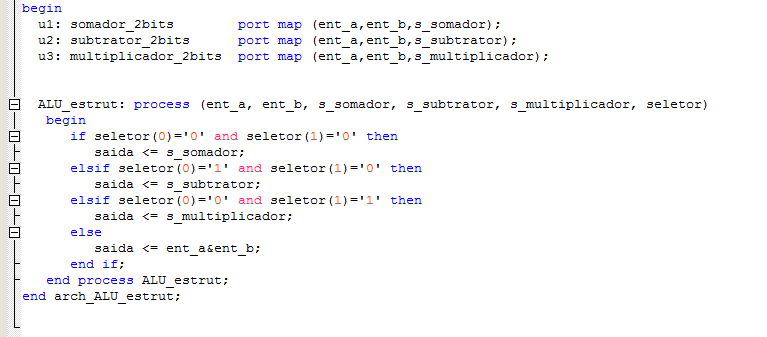 begin
  u1: somador_2bits        port map (ent_a,ent_b,s_somador);
  u2: subtrator_2bits      port map (ent_a,ent_b,s_subtrator);
  u3: multiplicador_2bits  port map (ent_a,ent_b,s_multiplicador);
  ALU_estrut: process (ent_a, ent_b, s_somador, s_subtrator, s_multiplicador, seletor)
   begin
      if seletor(0)='0' and seletor(1)='0' then
         saida <= s_somador;
      elsif seletor(0)='1' and seletor(1)='0' then
         saida <= s_subtrator;
      elsif seletor(0)='0' and seletor(1)='1' then
         saida <= s_multiplicador;
      else
         saida <= ent_a&ent_b;
      end if;
   end process ALU_estrut;
end arch_ALU_estrut;